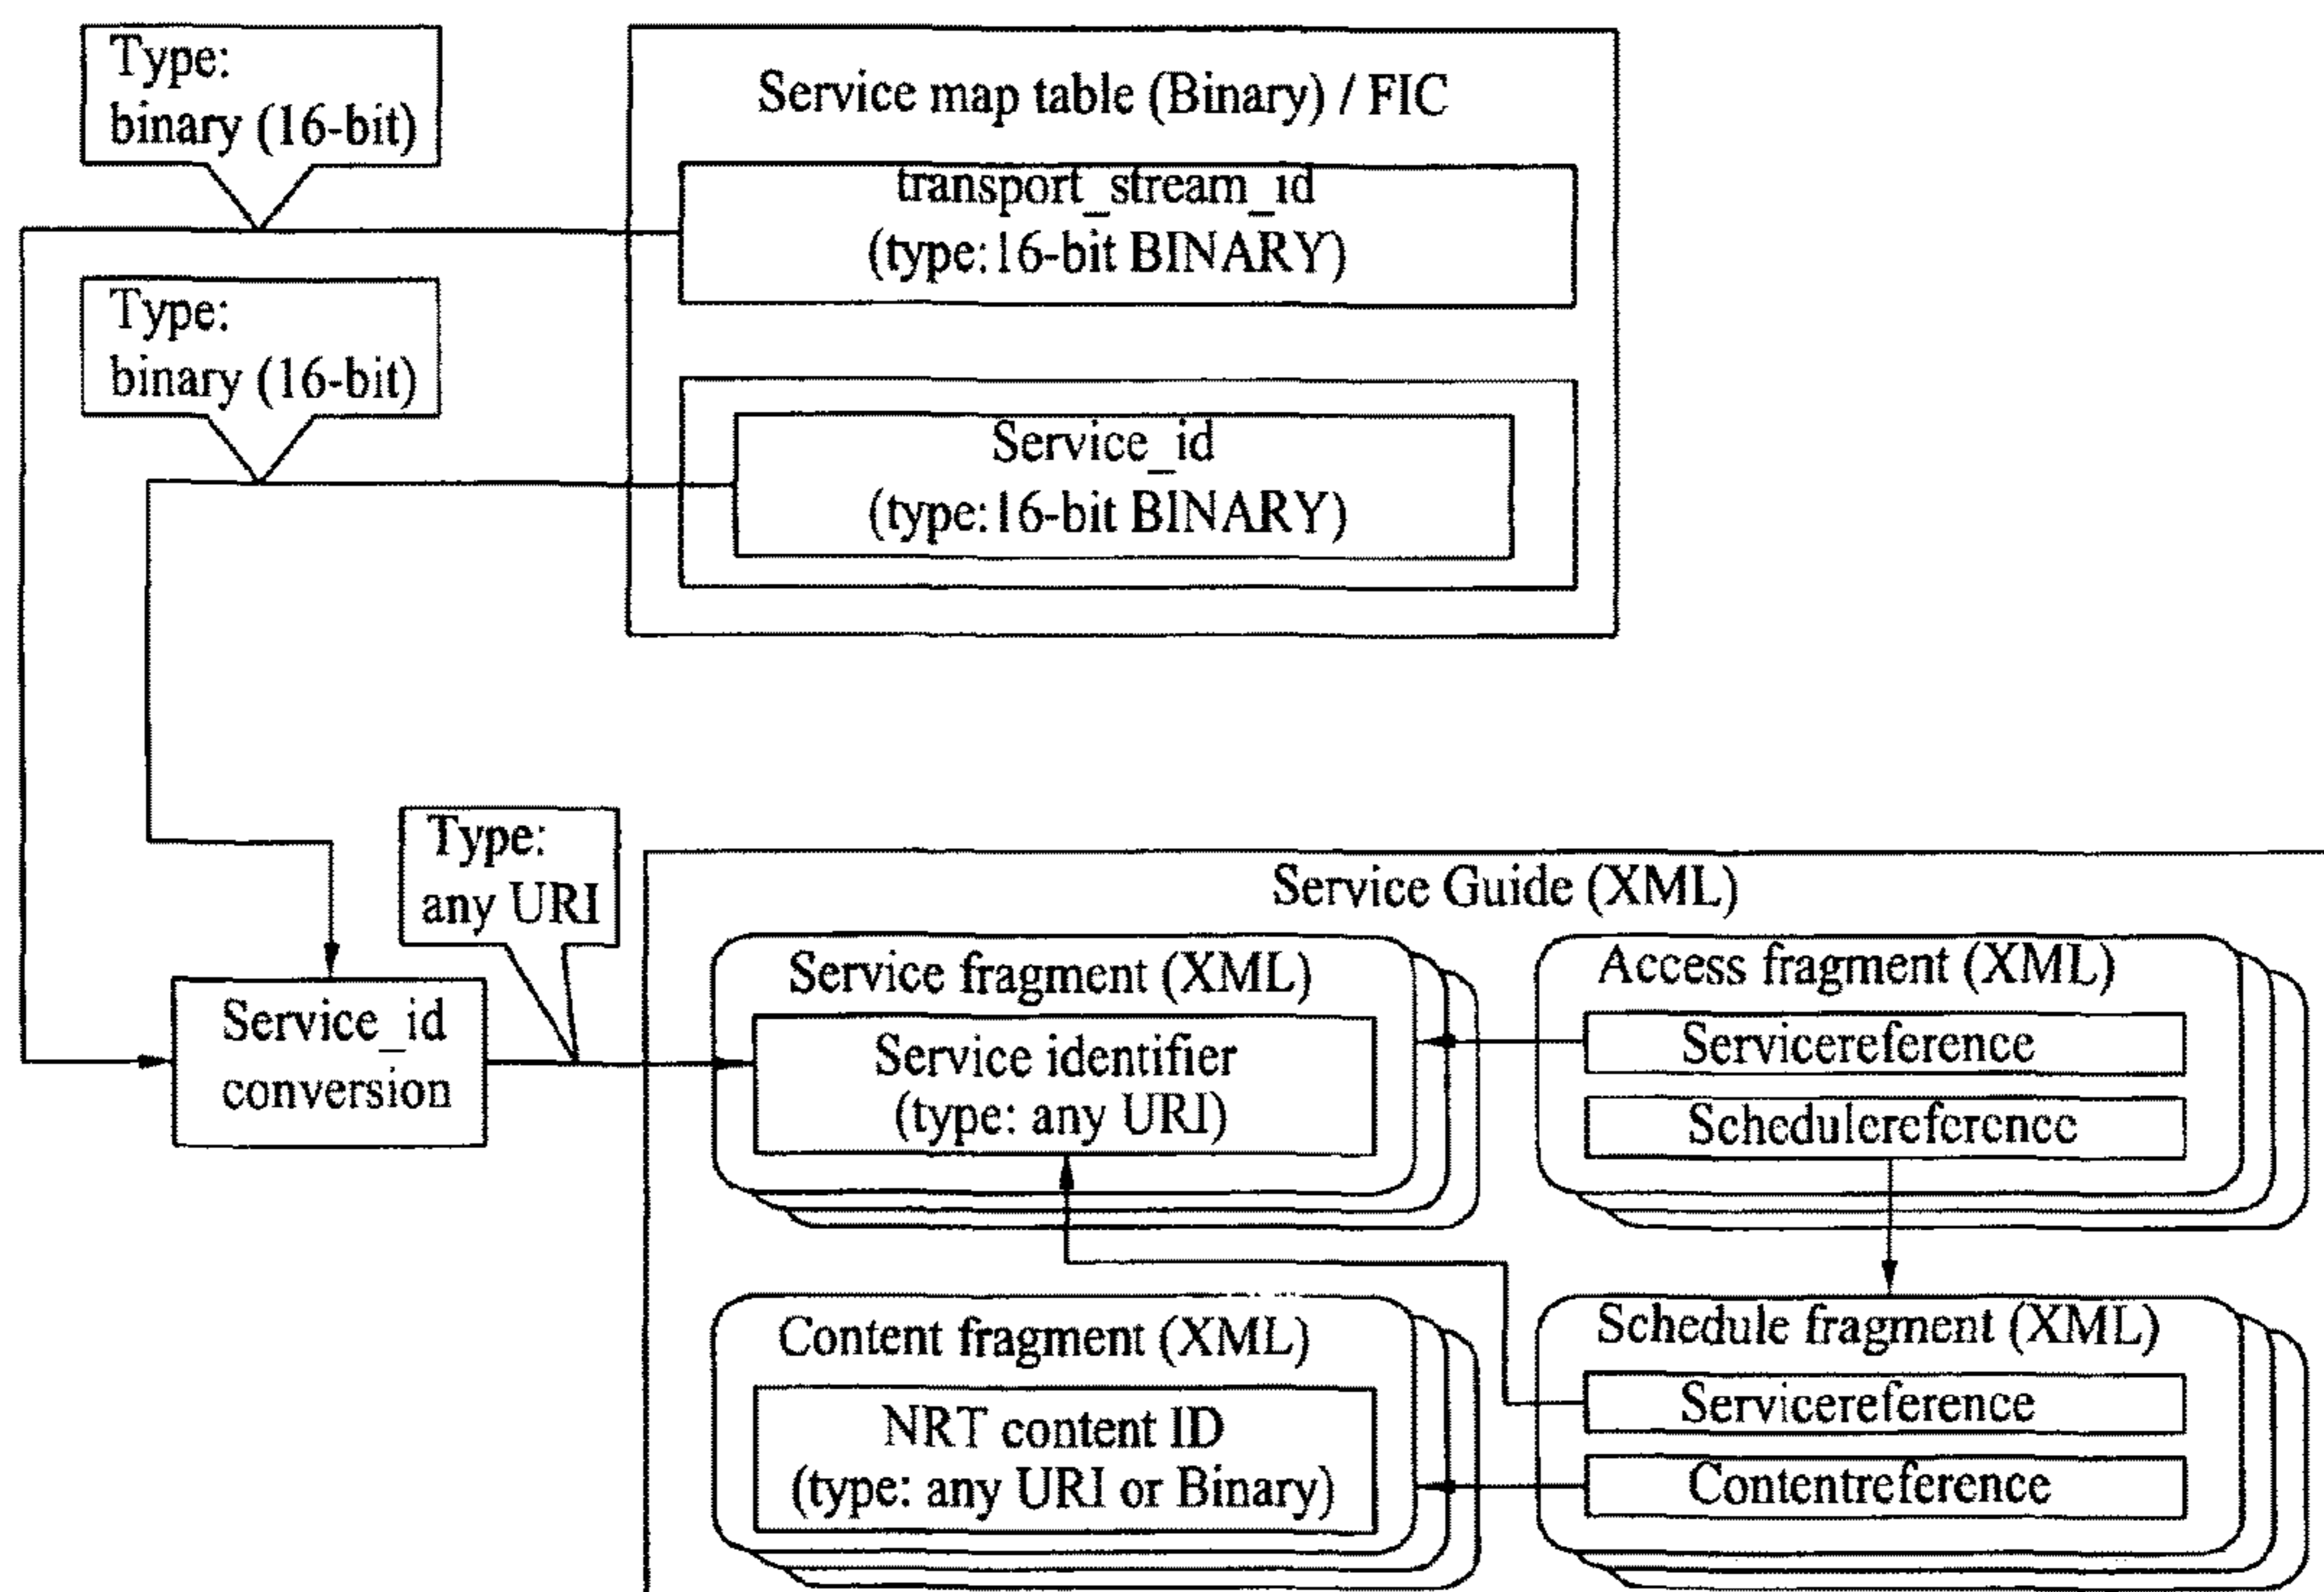 Type:
binary (16-bit)
Service map table (Binary) / FIC
transport_stream_id
(type:16-bit BINARY)
Type:
binary (16-bit)
Service_id
(type:16-bit BINARY)
Type:
any URI
Service Guide (XML)
Service fragment (XML)
Access fragment (XML)
Service_id
conversion
Service identifier
(type: any URI)
Servicereference
Schedulereference
Content fragment (XML)
Schedule fragment (XML)
NRT content ID
(type: any URI or Binary)
Servicereference
Contentreference